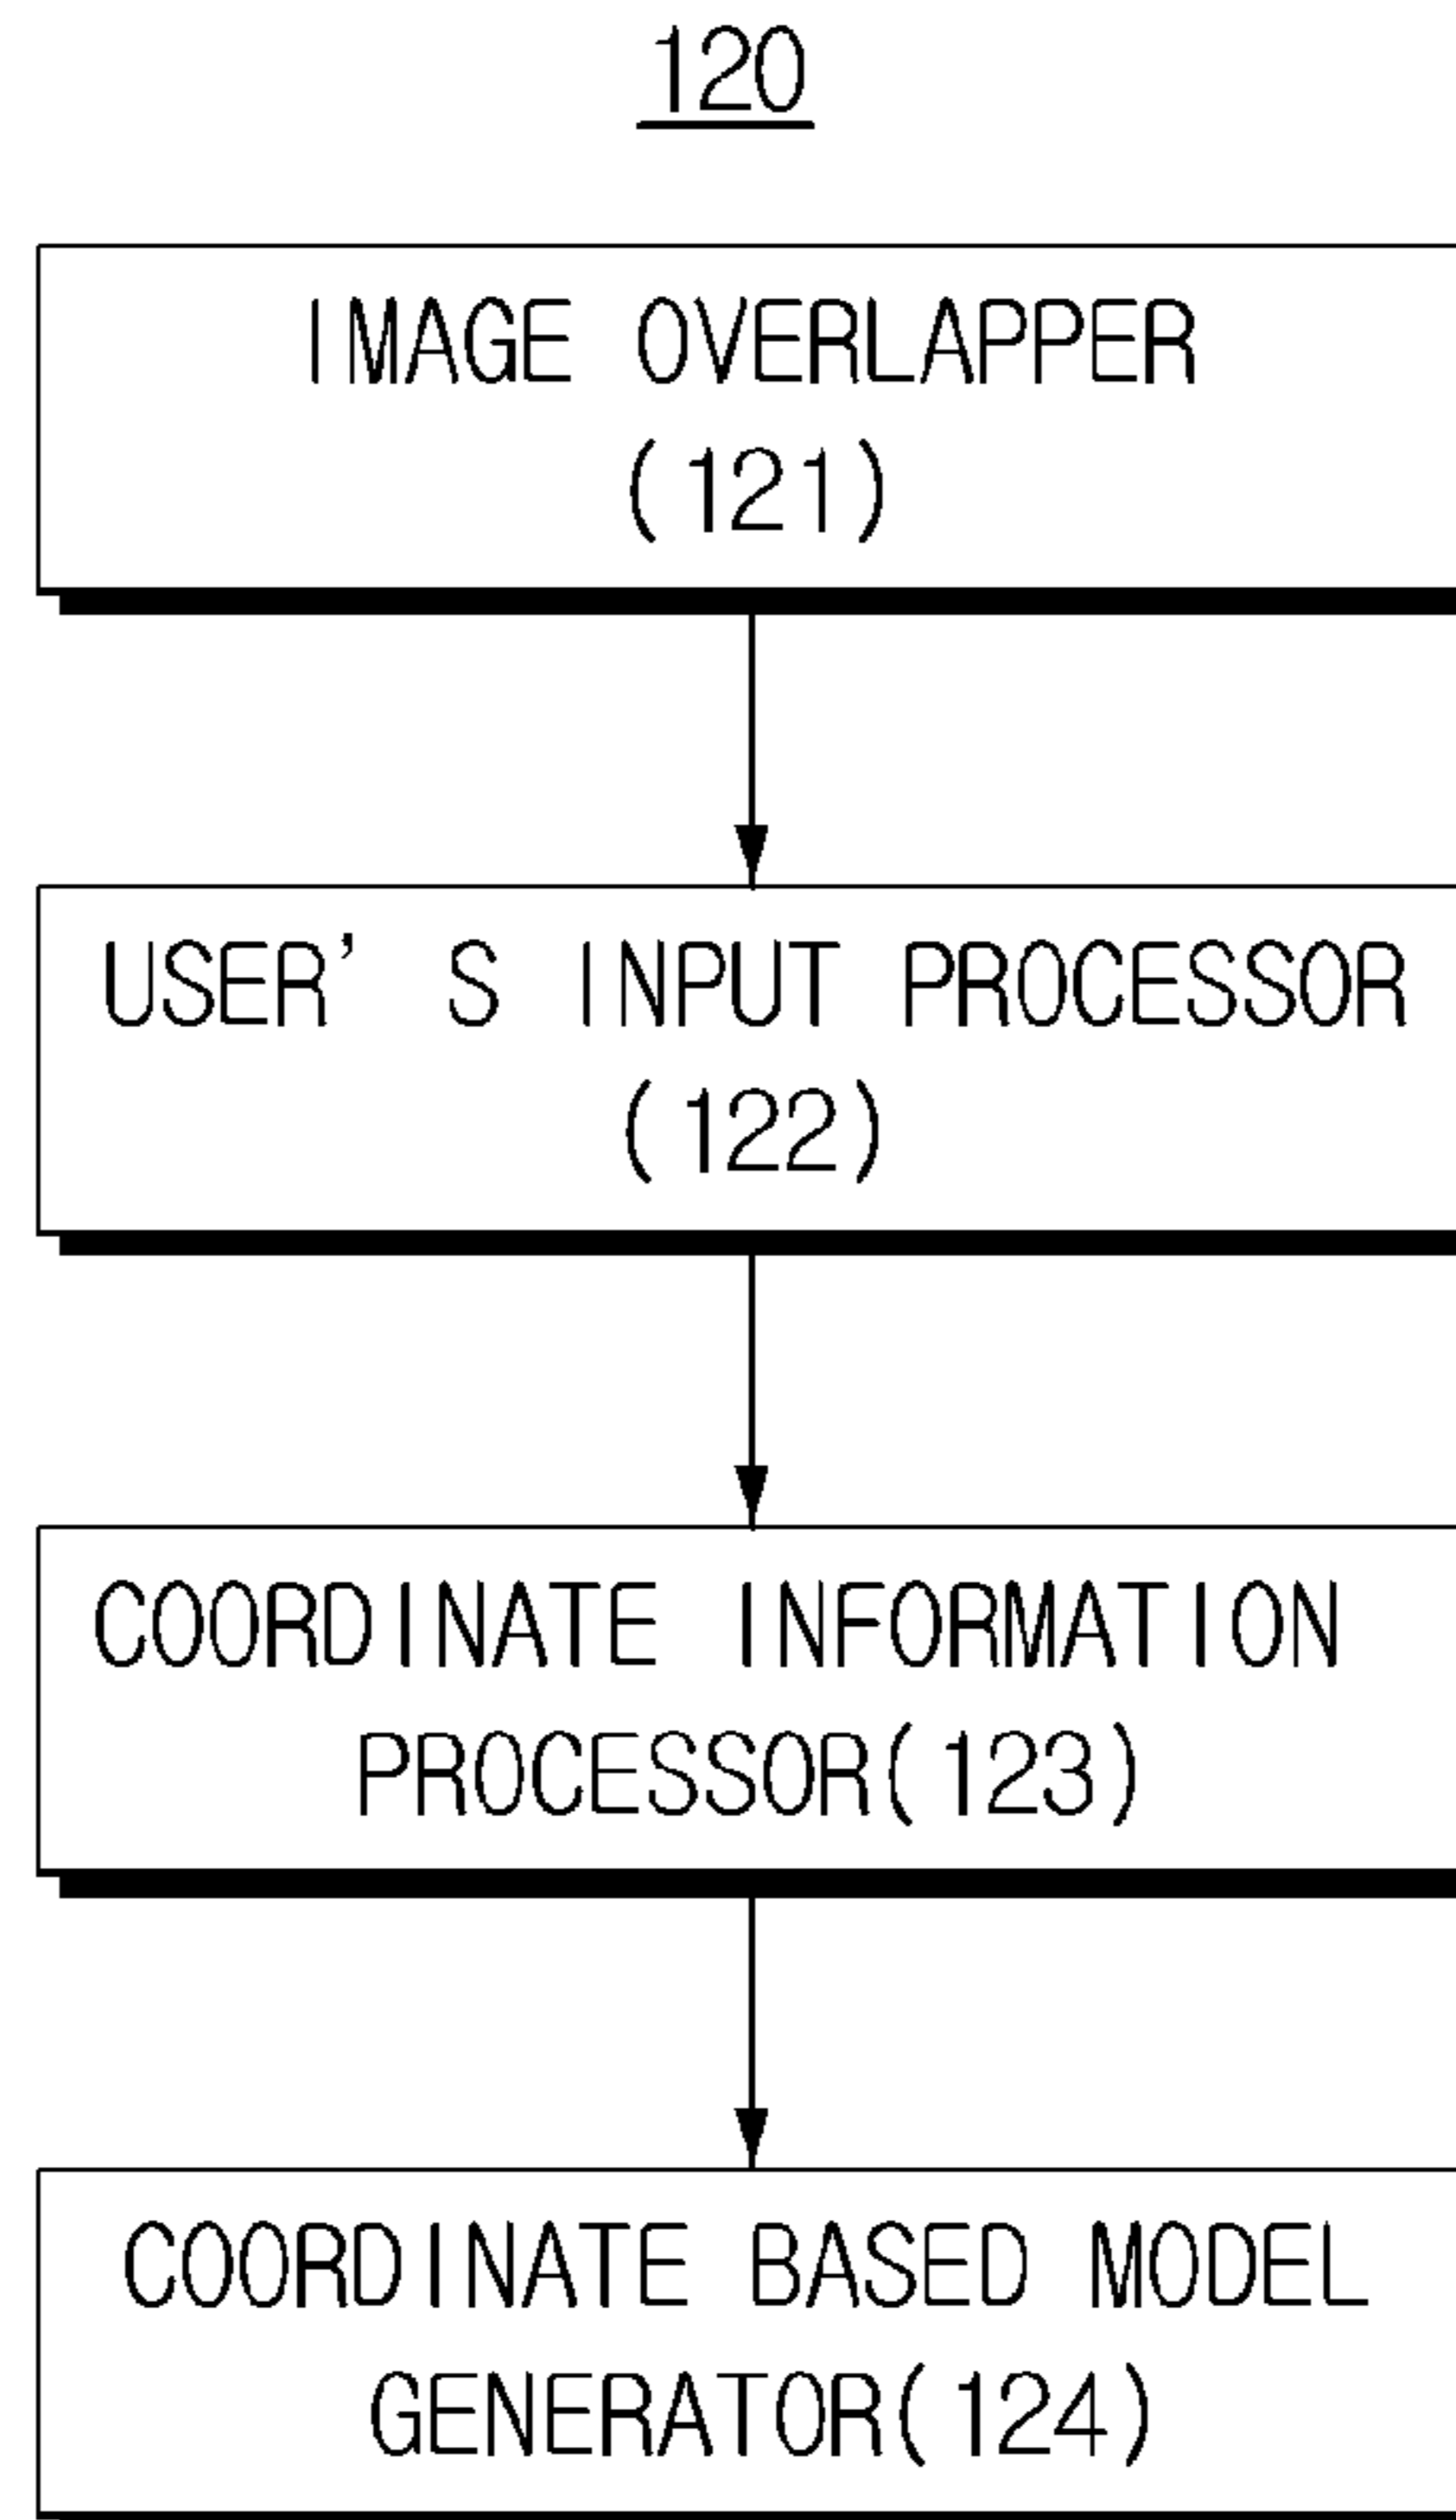 120
IMAGE OVERLAPPER
(121)
USER' S INPUT PROCESSOR
(122)
COORDINATE INFORMATION
PROCESSOR(123)
COORDINATE BASED MODEL
GENERATOR(124)